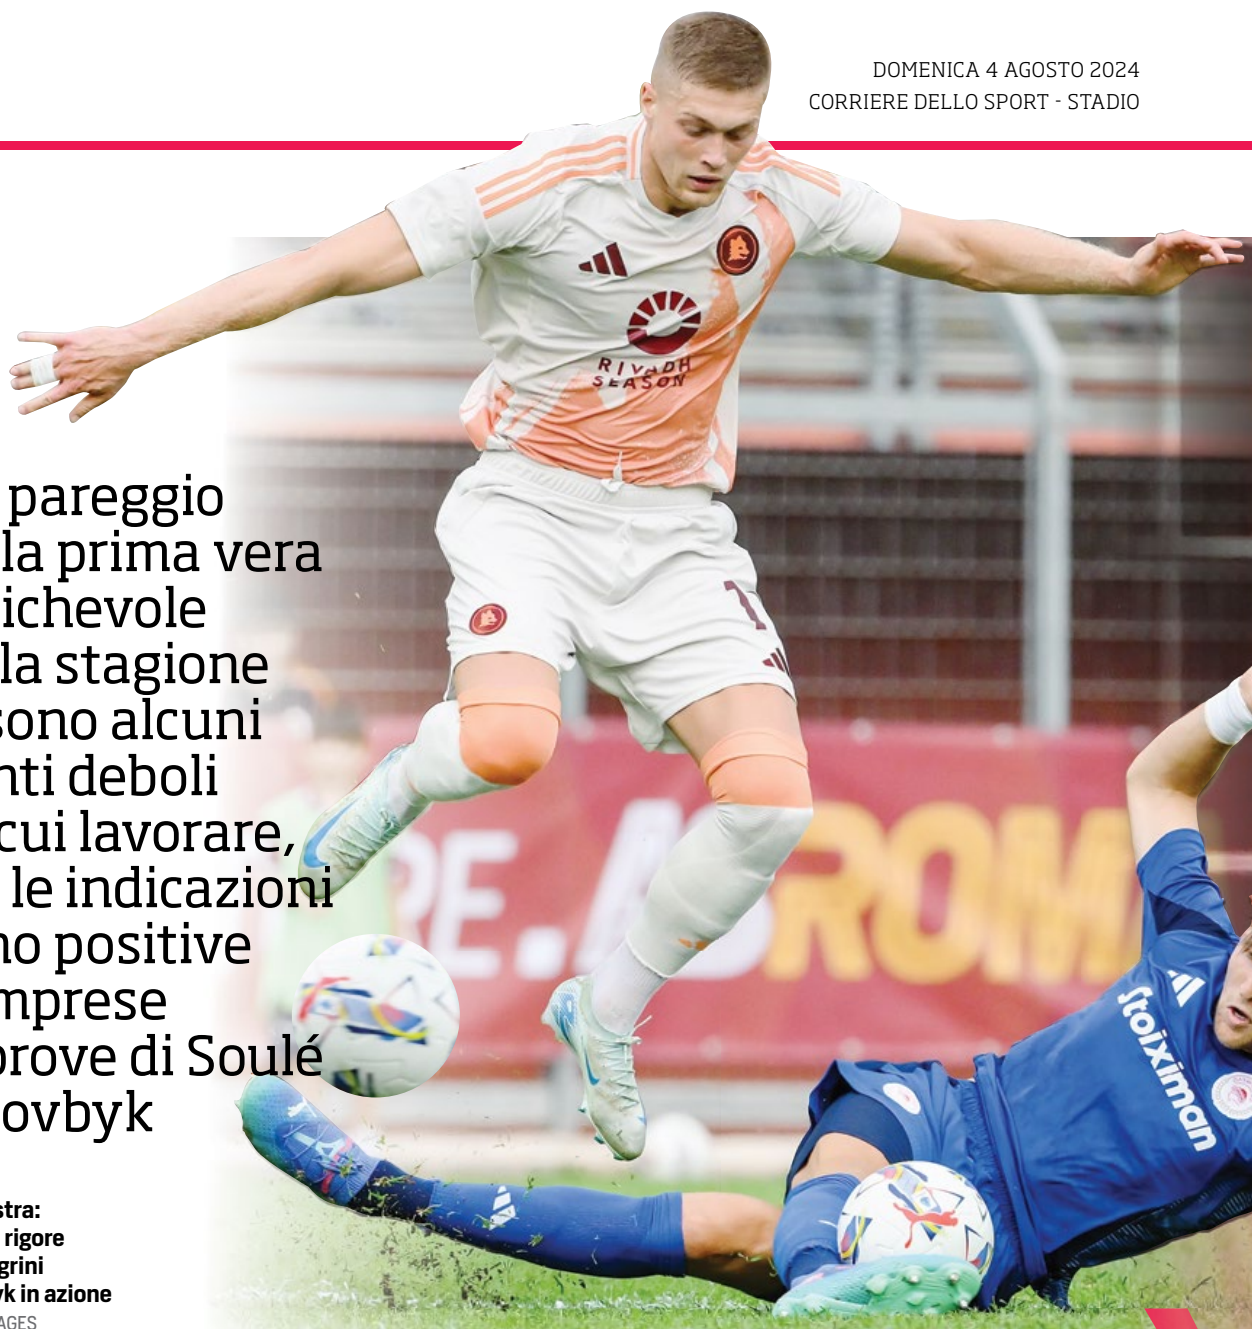 DOMENICA 4 AGOSTO 2024
CORRIERE DELLO SPORT - STADIO
RIYADH
SEASON
pareggio
la prima vera
ichevole
la stagione
sono alcuni
nti deboli
cui lavorare,
le indicazioni
no positive
mprese
prove di Soulé
ovbyk
RE.ASROM
stoiximan
stra:
rigore
grini
yk in azione
AGES